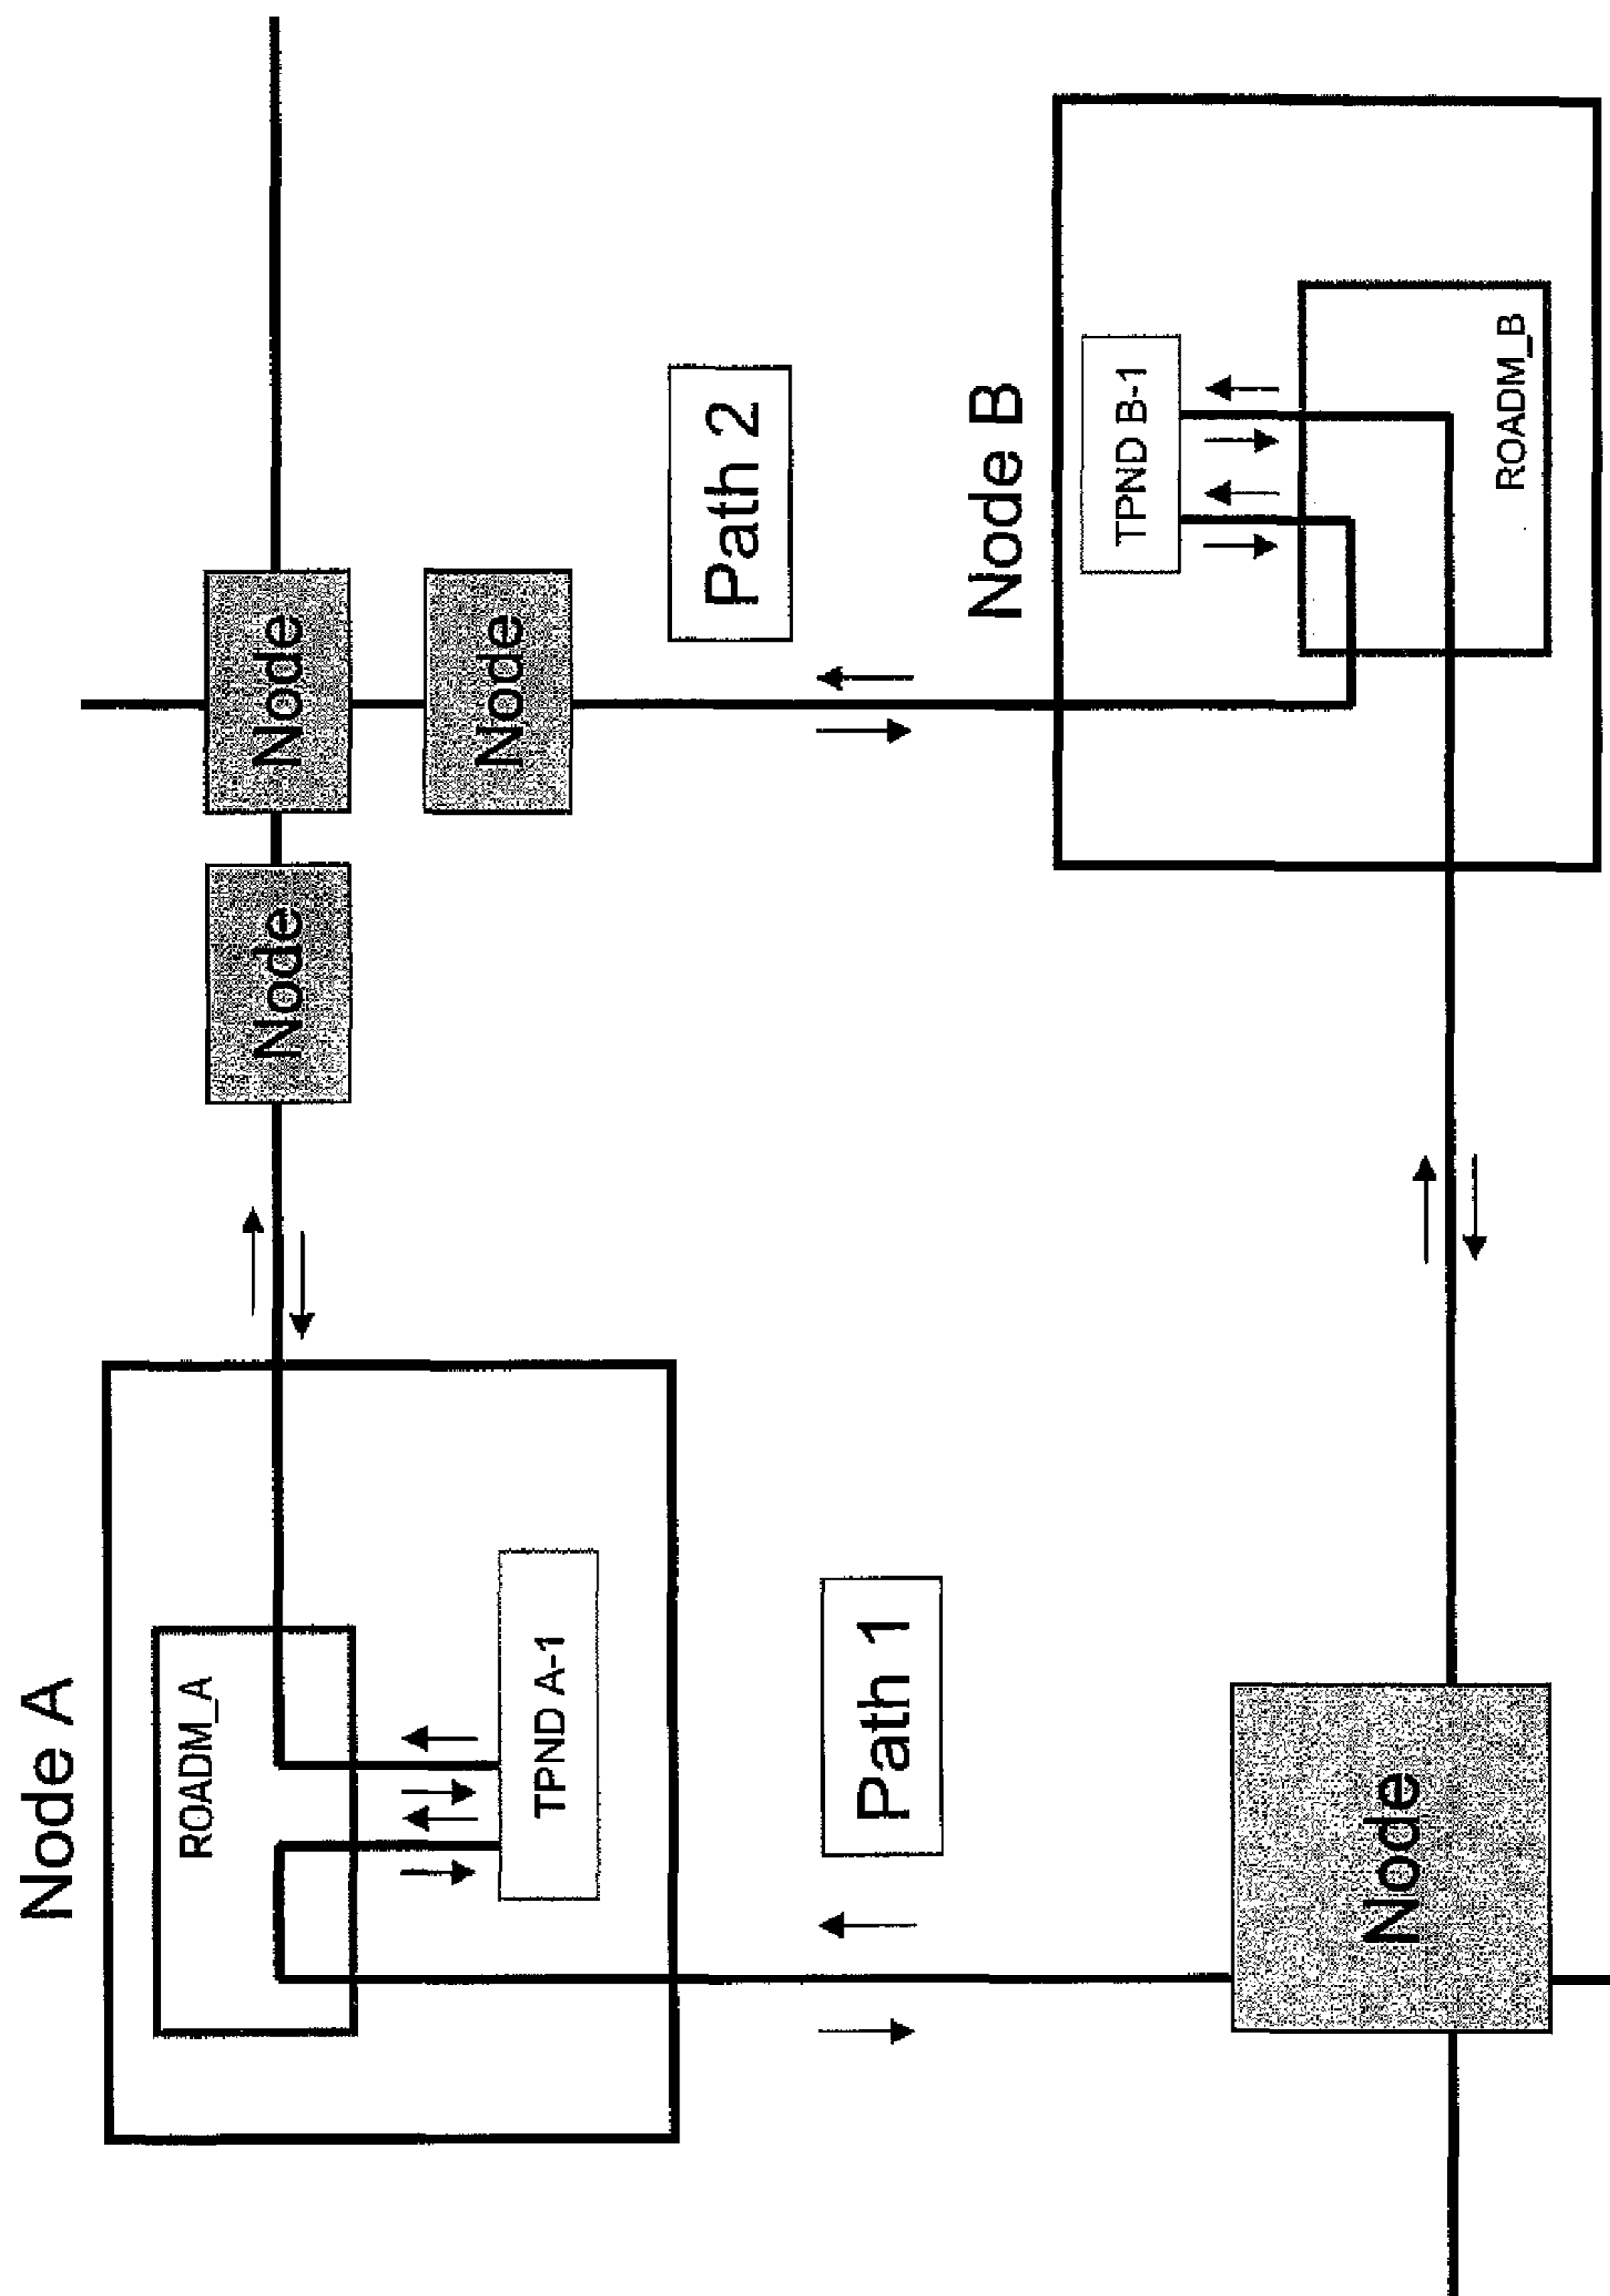 Node A
ROADM_A
TPND A-1
Path 1
Node
Node
Node
Node
Path 2
Node B
TPND B-1
ROADM_B